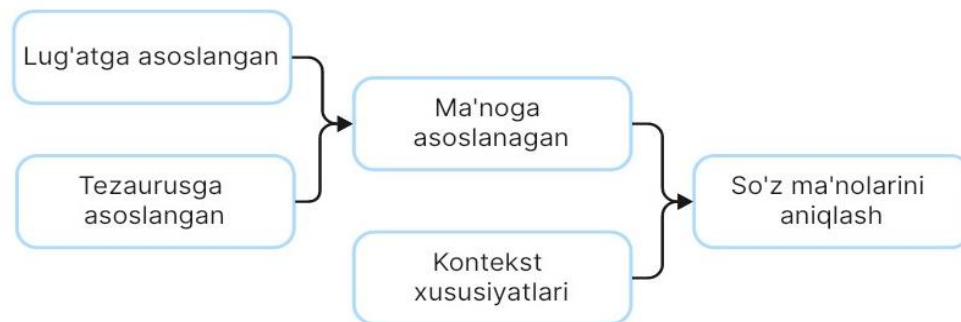 Lug'atga asoslangan
Tezaurusga
asoslangan
Ma'noga
asoslanagan
Kontekst
xususiyatlari
So'z ma'nolarini
aniqlash